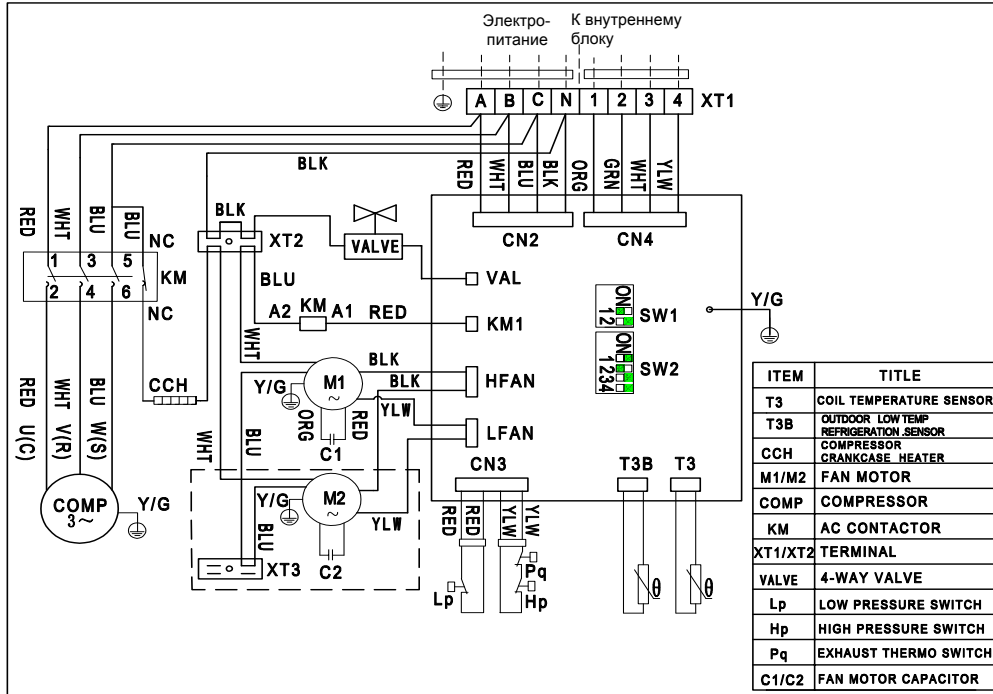 Электро-
питание
К внутреннему
блоку
A B C N 1 2 3 4 XT1
BLK
RED WHT BLU BLK ORG GRN WHT YLW
RED WHT BLU BLU NC
BLK
XT2
VALVE
CN2 CN4
1 3 5
KM
2 4 6
NC
BLU
VAL
ON
12
SW1
Y/G
A2 KM A1 RED
KM1
ON
1234
SW2
WHT
BLK
CCH
Y/G M1 ~
BLK
HFAN
RED U(C) WHT V(R) BLU W(S)
ORG RED YLW
C1
LFAN
WHT BLU
CN3 T3B T3
COMP
3~
Y/G
Y/G M2 ~
YLW
RED RED YLW YLW
BLU
C2
XT3
Pq
Lp Hp
θ θ
ITEM TITLE
T3 COIL TEMPERATURE SENSOR
T3B OUTDOOR LOW TEMP
REFRIGERATION .SENSOR
CCH COMPRESSOR
CRANKCASE HEATER
M1/M2 FAN MOTOR
COMP COMPRESSOR
KM AC CONTACTOR
XT1/XT2 TERMINAL
VALVE 4-WAY VALVE
Lp LOW PRESSURE SWITCH
Hp HIGH PRESSURE SWITCH
Pq EXHAUST THERMO SWITCH
C1/C2 FAN MOTOR CAPACITOR